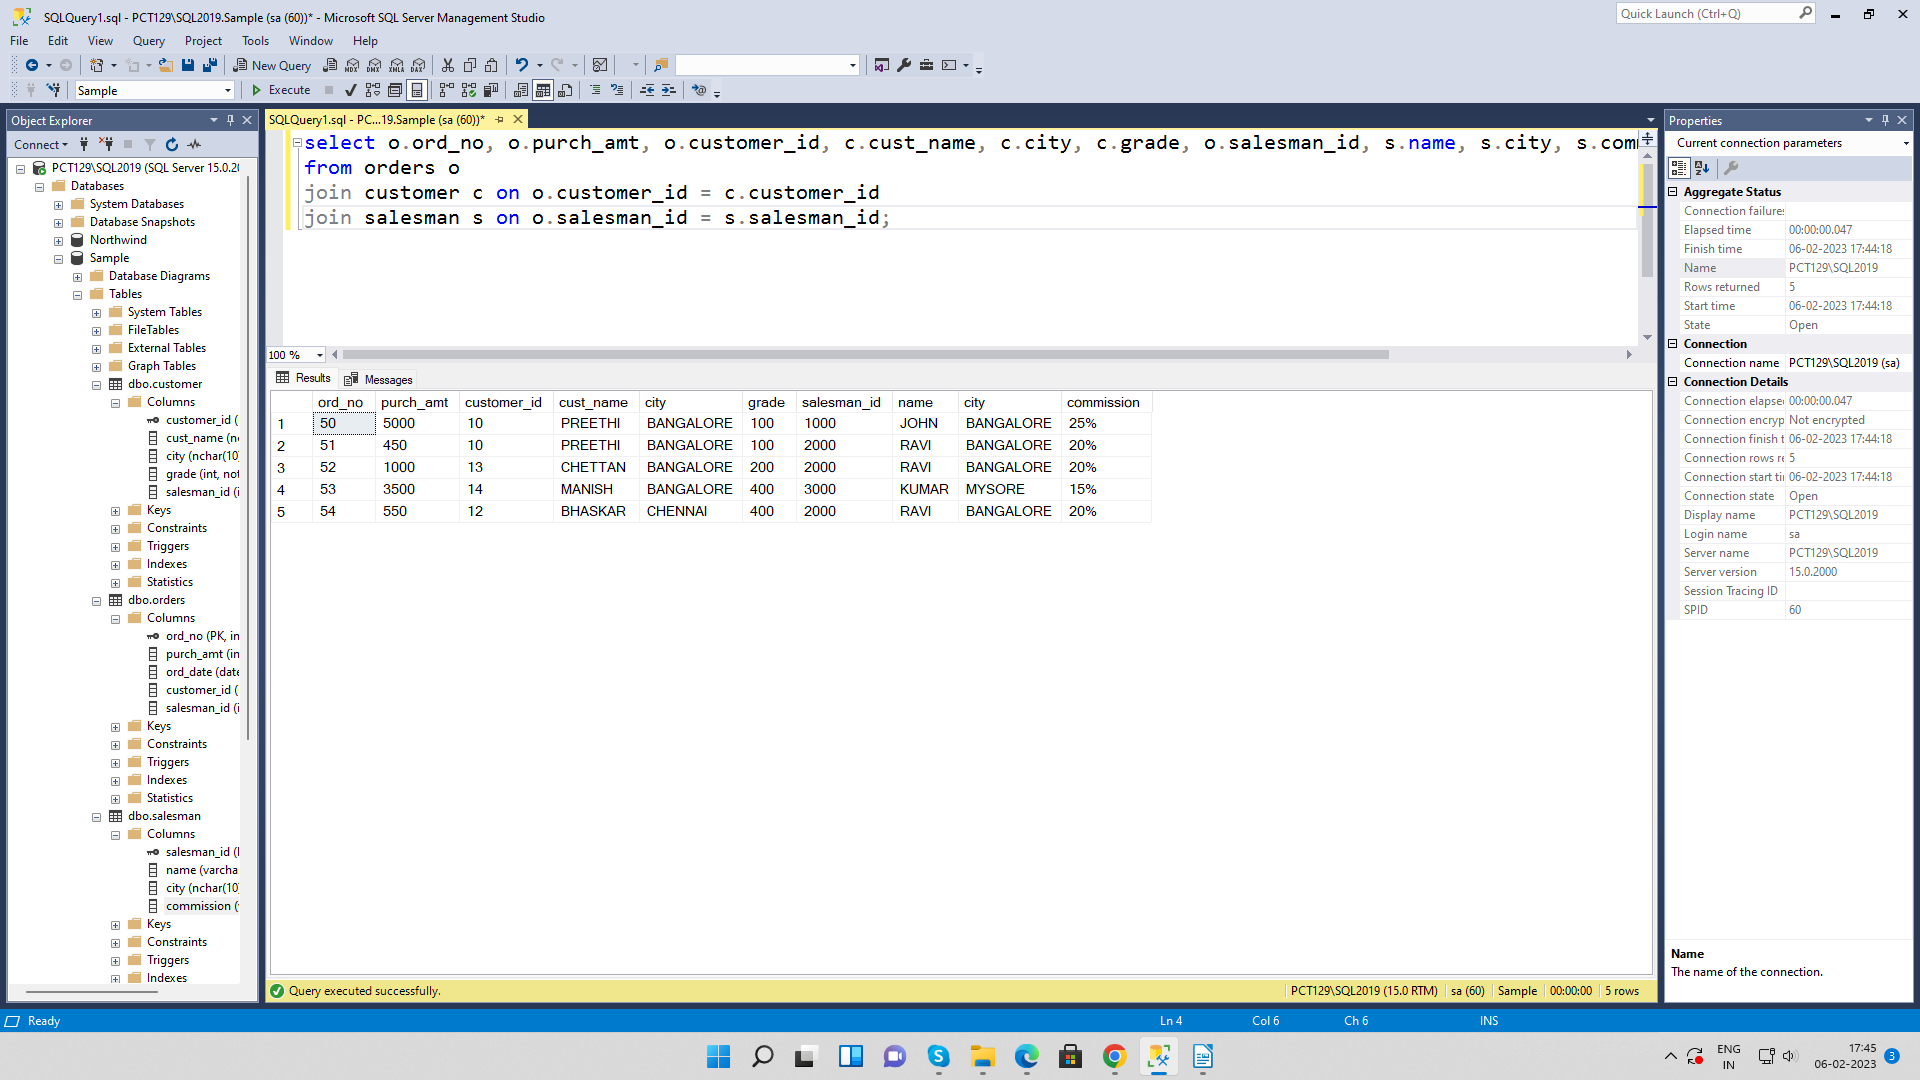 SQLQuery1.sql - PCT129\SQL2019.Sample (sa (60))* - Microsoft SQL Server Management Studio
Quick Launch (Ctrl+Q)
File Edit View Query Project Tools Window Help
New Query
Sample Execute
Object Explorer
Connect
PCT129\SQL2019 (SQL Server 15.0.20
Databases
System Databases
Database Snapshots
Northwind
Sample
Database Diagrams
Tables
System Tables
FileTables
External Tables
Graph Tables
dbo.customer
Columns
customer_id (
cust_name (nc
city (nchar(10)
grade (int, not
salesman_id (i
Keys
Constraints
Triggers
Indexes
Statistics
dbo.orders
Columns
ord_no (PK, in
purch_amt (in
ord_date (date
customer_id (
salesman_id (i
Keys
Constraints
Triggers
Indexes
Statistics
dbo.salesman
Columns
salesman_id (
name (varcha
city (nchar(10)
commission (
Keys
Constraints
Triggers
Indexes
SQLQuery1.sql - PC...19.Sample (sa (60))*
select o.ord_no, o.purch_amt, o.customer_id, c.cust_name, c.city, c.grade, o.salesman_id, s.name, s.city, s.com
from orders o
join customer c on o.customer_id = c.customer_id
join salesman s on o.salesman_id = s.salesman_id;
100 %
Results Messages
ord_no purch_amt customer_id cust_name city grade salesman_id name city commission
1 50 5000 10 PREETHI BANGALORE 100 1000 JOHN BANGALORE 25%
2 51 450 10 PREETHI BANGALORE 100 2000 RAVI BANGALORE 20%
3 52 1000 13 CHETTAN BANGALORE 200 2000 RAVI BANGALORE 20%
4 53 3500 14 MANISH BANGALORE 400 3000 KUMAR MYSORE 15%
5 54 550 12 BHASKAR CHENNAI 400 2000 RAVI BANGALORE 20%
Query executed successfully.
PCT129\SQL2019 (15.0 RTM) sa (60) Sample 00:00:00 5 rows
Properties
Current connection parameters
Aggregate Status
Connection failures
Elapsed time 00:00:00.047
Finish time 06-02-2023 17:44:18
Name PCT129\SQL2019
Rows returned 5
Start time 06-02-2023 17:44:18
State Open
Connection
Connection name PCT129\SQL2019 (sa)
Connection Details
Connection elapse 00:00:00.047
Connection encryp Not encrypted
Connection finish t 06-02-2023 17:44:18
Connection rows re 5
Connection start ti 06-02-2023 17:44:18
Connection state Open
Display name PCT129\SQL2019
Login name sa
Server name PCT129\SQL2019
Server version 15.0.2000
Session Tracing ID
SPID 60
Name
The name of the connection.
Ready
Ln 4 Col 6 Ch 6 INS
ENG
IN
17:45
06-02-2023
3